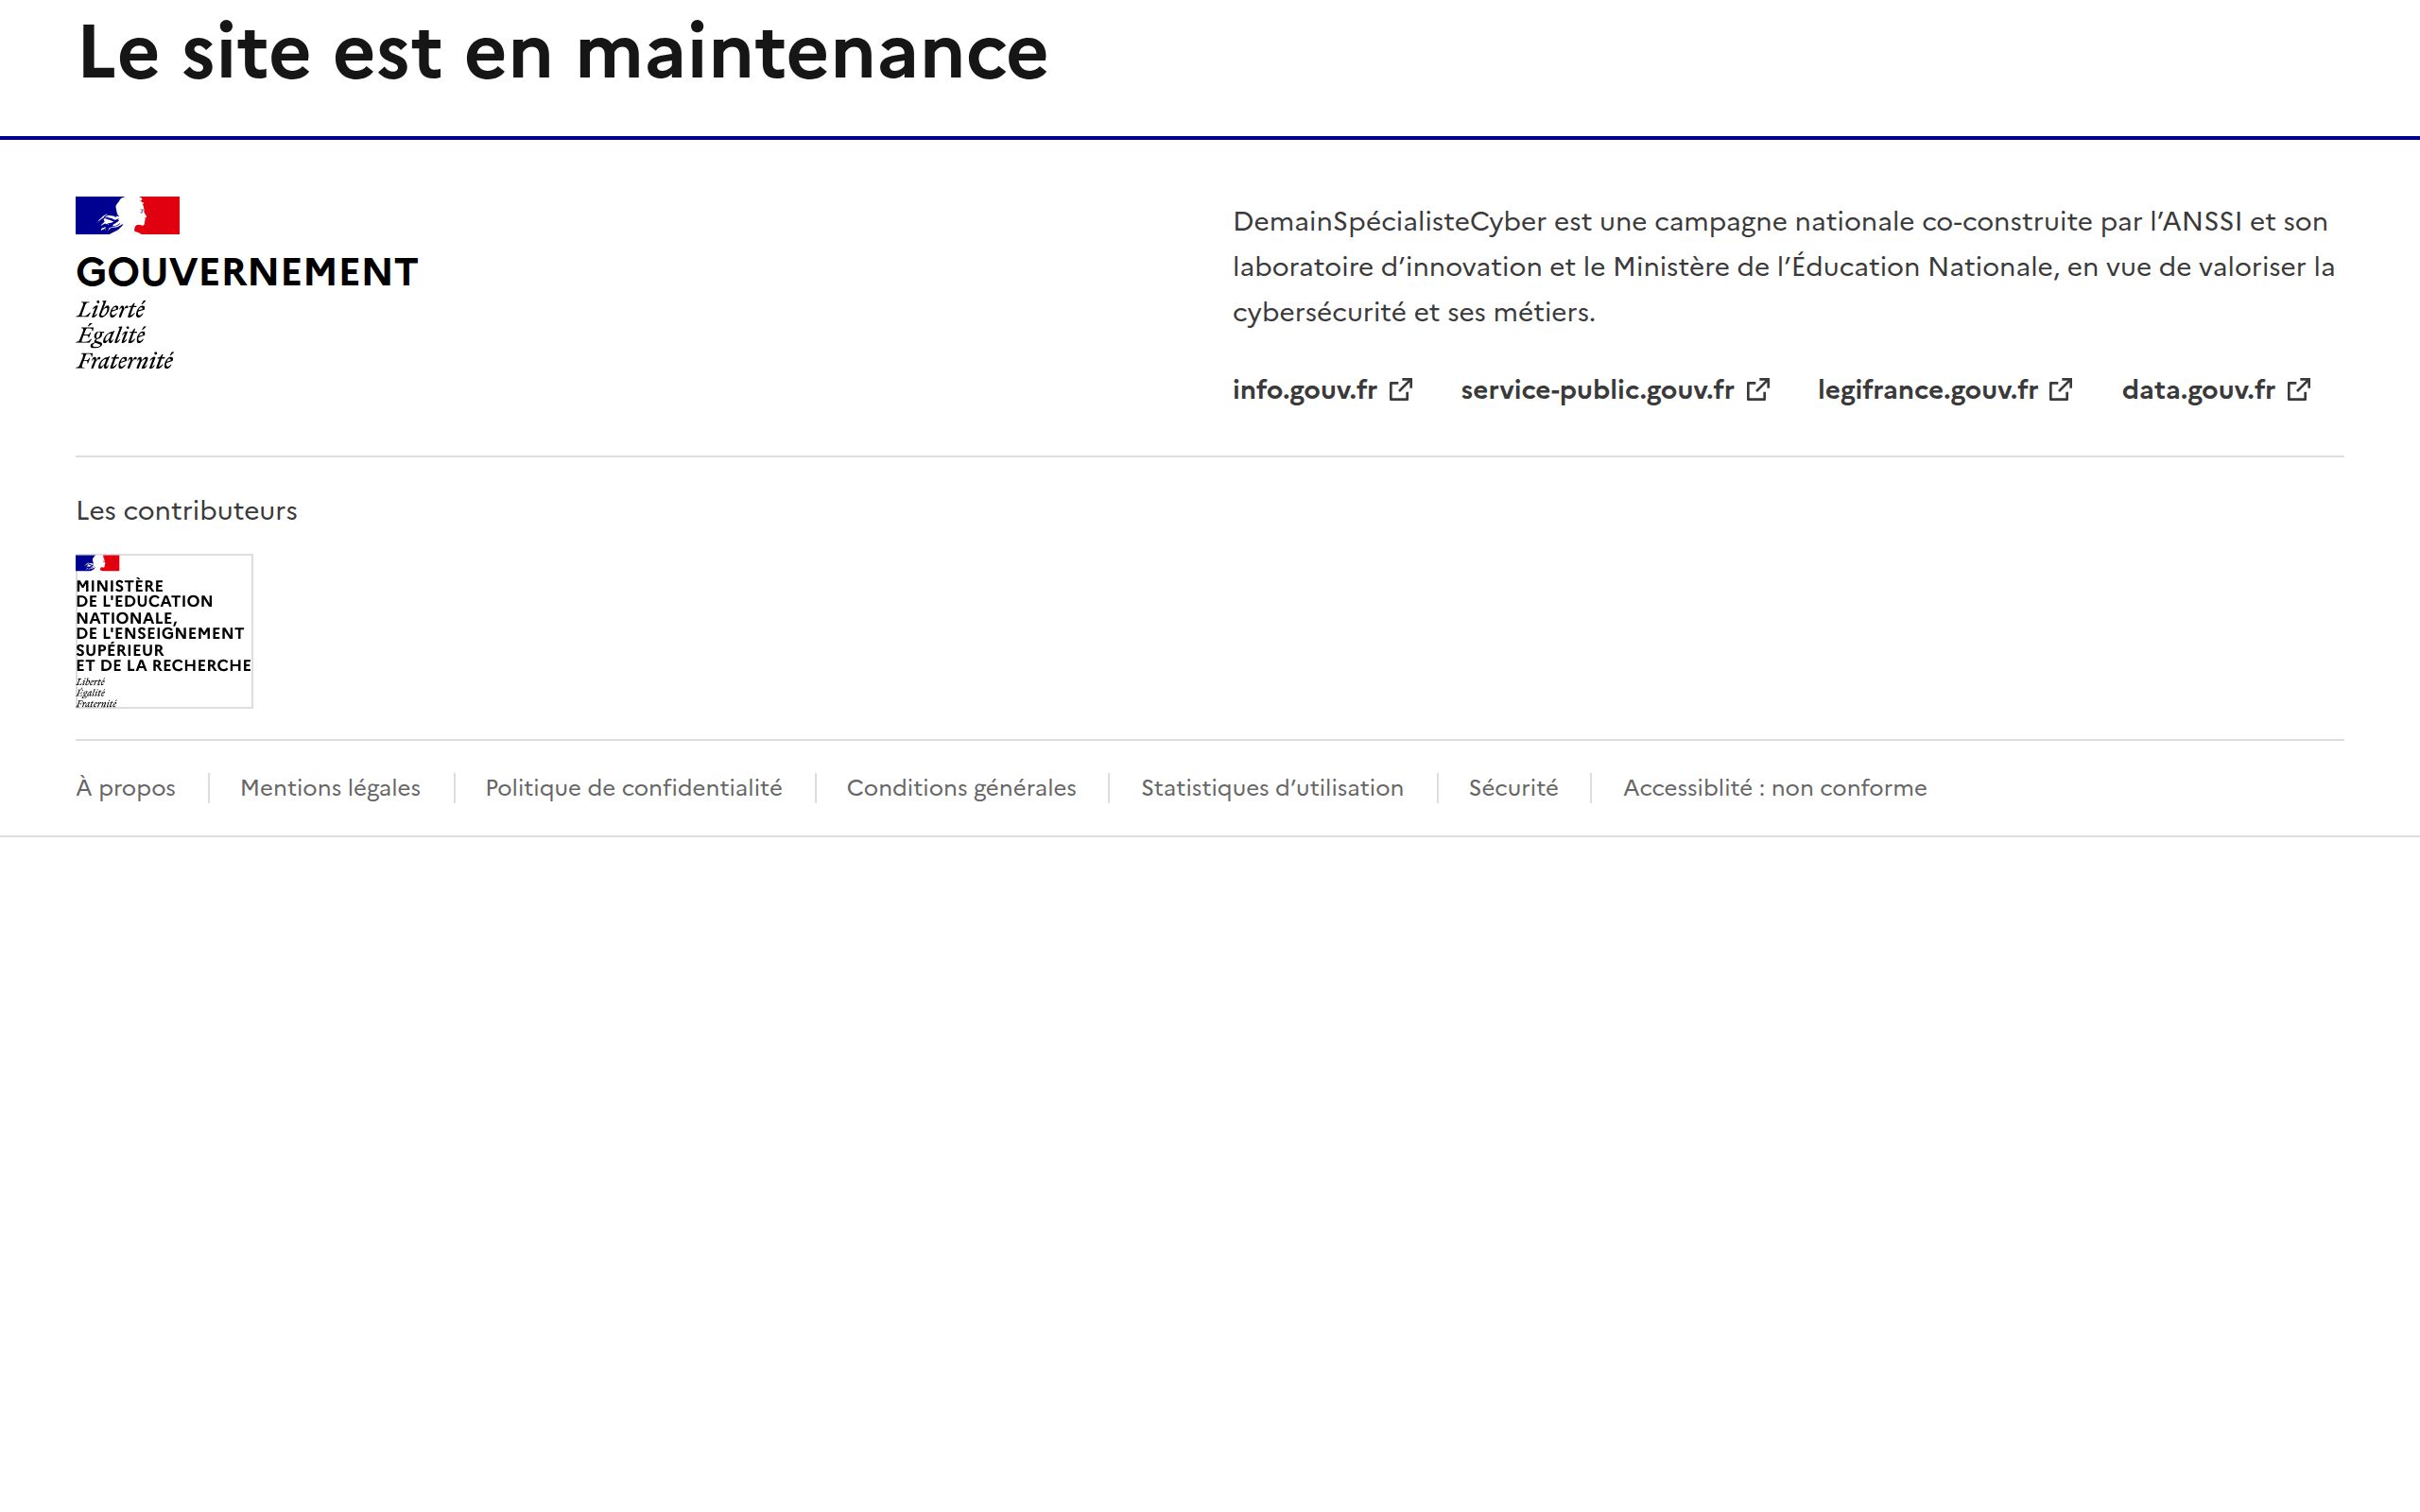 Le site est en maintenance
GOUVERNEMENT
Liberté
Égalité
Fraternité
DemainSpécialisteCyber est une campagne nationale co-construite par l’ANSSI et son
laboratoire d’innovation et le Ministère de l’Éducation Nationale, en vue de valoriser la
cybersécurité et ses métiers.
info.gouv.fr service-public.gouv.fr legifrance.gouv.fr data.gouv.fr
Les contributeurs
MINISTÈRE
DE L'EDUCATION
NATIONALE,
DE L'ENSEIGNEMENT
SUPÉRIEUR
ET DE LA RECHERCHE
Liberté
Égalité
Fraternité
À propos Mentions légales Politique de confidentialité Conditions générales Statistiques d’utilisation Sécurité Accessiblité : non conforme